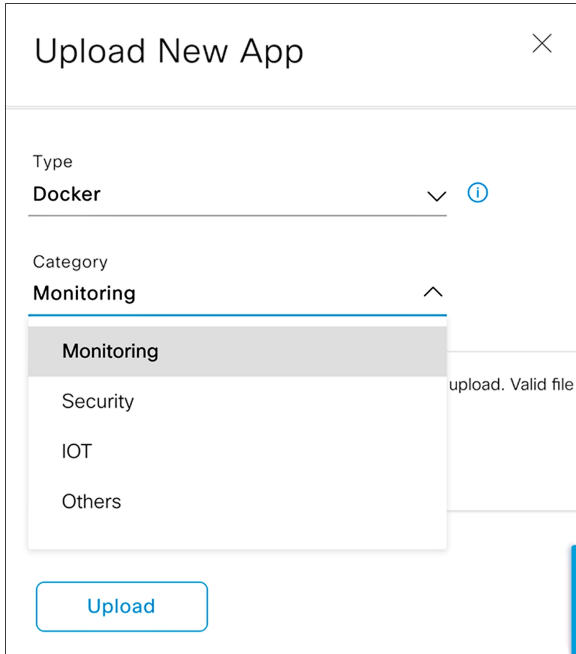 Upload New App
Type
Docker
Category
Monitoring
Monitoring
upload. Valid file
Security
IOT
Others
Upload